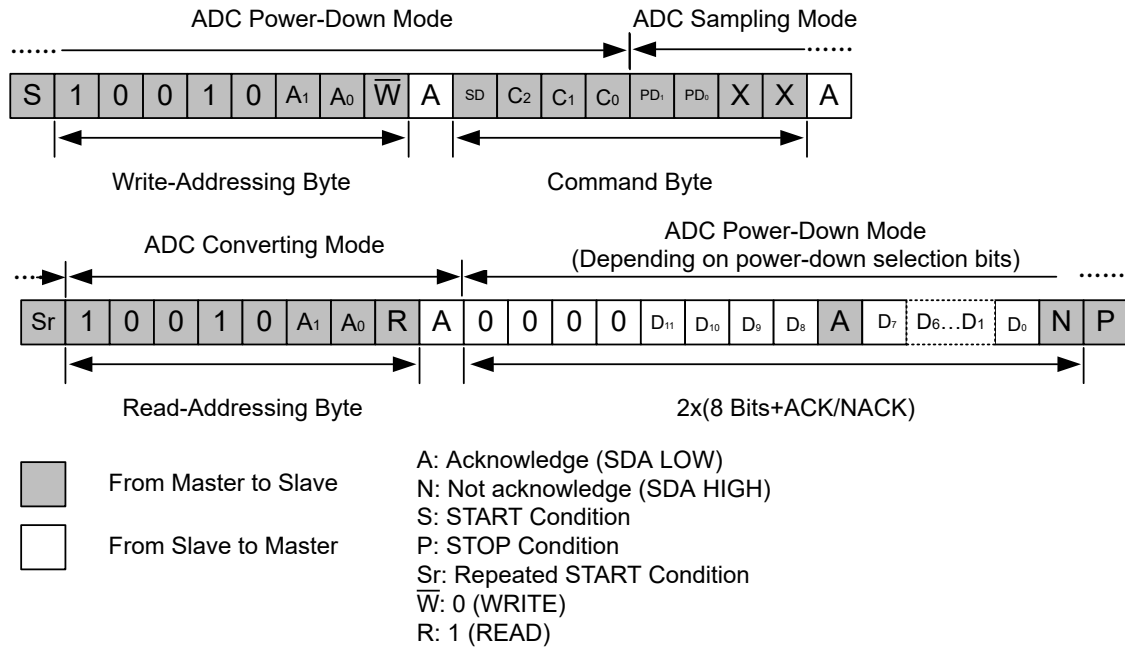 ADC Power-Down Mode ADC Sampling Mode
...... ......
S 1 0 0 1 0 A₁ A₀ W̅ A SD C₂ C₁ C₀ PD₁ PD₀ X X A
Write-Addressing Byte Command Byte
ADC Converting Mode ADC Power-Down Mode
(Depending on power-down selection bits)
.... ......
Sr 1 0 0 1 0 A₁ A₀ R A 0 0 0 0 D₁₁ D₁₀ D₉ D₈ A D₇ D₆...D₁ D₀ N P
Read-Addressing Byte 2x(8 Bits+ACK/NACK)
From Master to Slave
From Slave to Master
A: Acknowledge (SDA LOW)
N: Not acknowledge (SDA HIGH)
S: START Condition
P: STOP Condition
Sr: Repeated START Condition
W̅: 0 (WRITE)
R: 1 (READ)